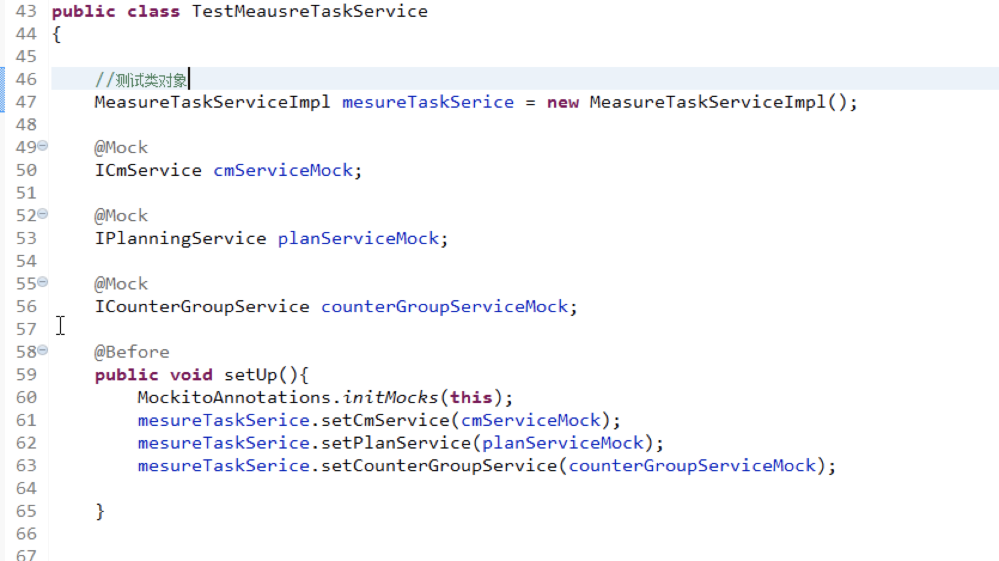 43 public class TestMeausreTaskService
44 {
45
46 //测试类对象
47 MeasureTaskServiceImpl mesureTaskSerice = new MeasureTaskServiceImpl();
48
49 @Mock
50 ICmService cmServiceMock;
51
52 @Mock
53 IPlanningService planServiceMock;
54
55 @Mock
56 ICounterGroupService counterGroupServiceMock;
57
58 @Before
59 public void setUp(){
60 MockitoAnnotations.initMocks(this);
61 mesureTaskSerice.setCmService(cmServiceMock);
62 mesureTaskSerice.setPlanService(planServiceMock);
63 mesureTaskSerice.setCounterGroupService(counterGroupServiceMock);
64
65 }
66
67